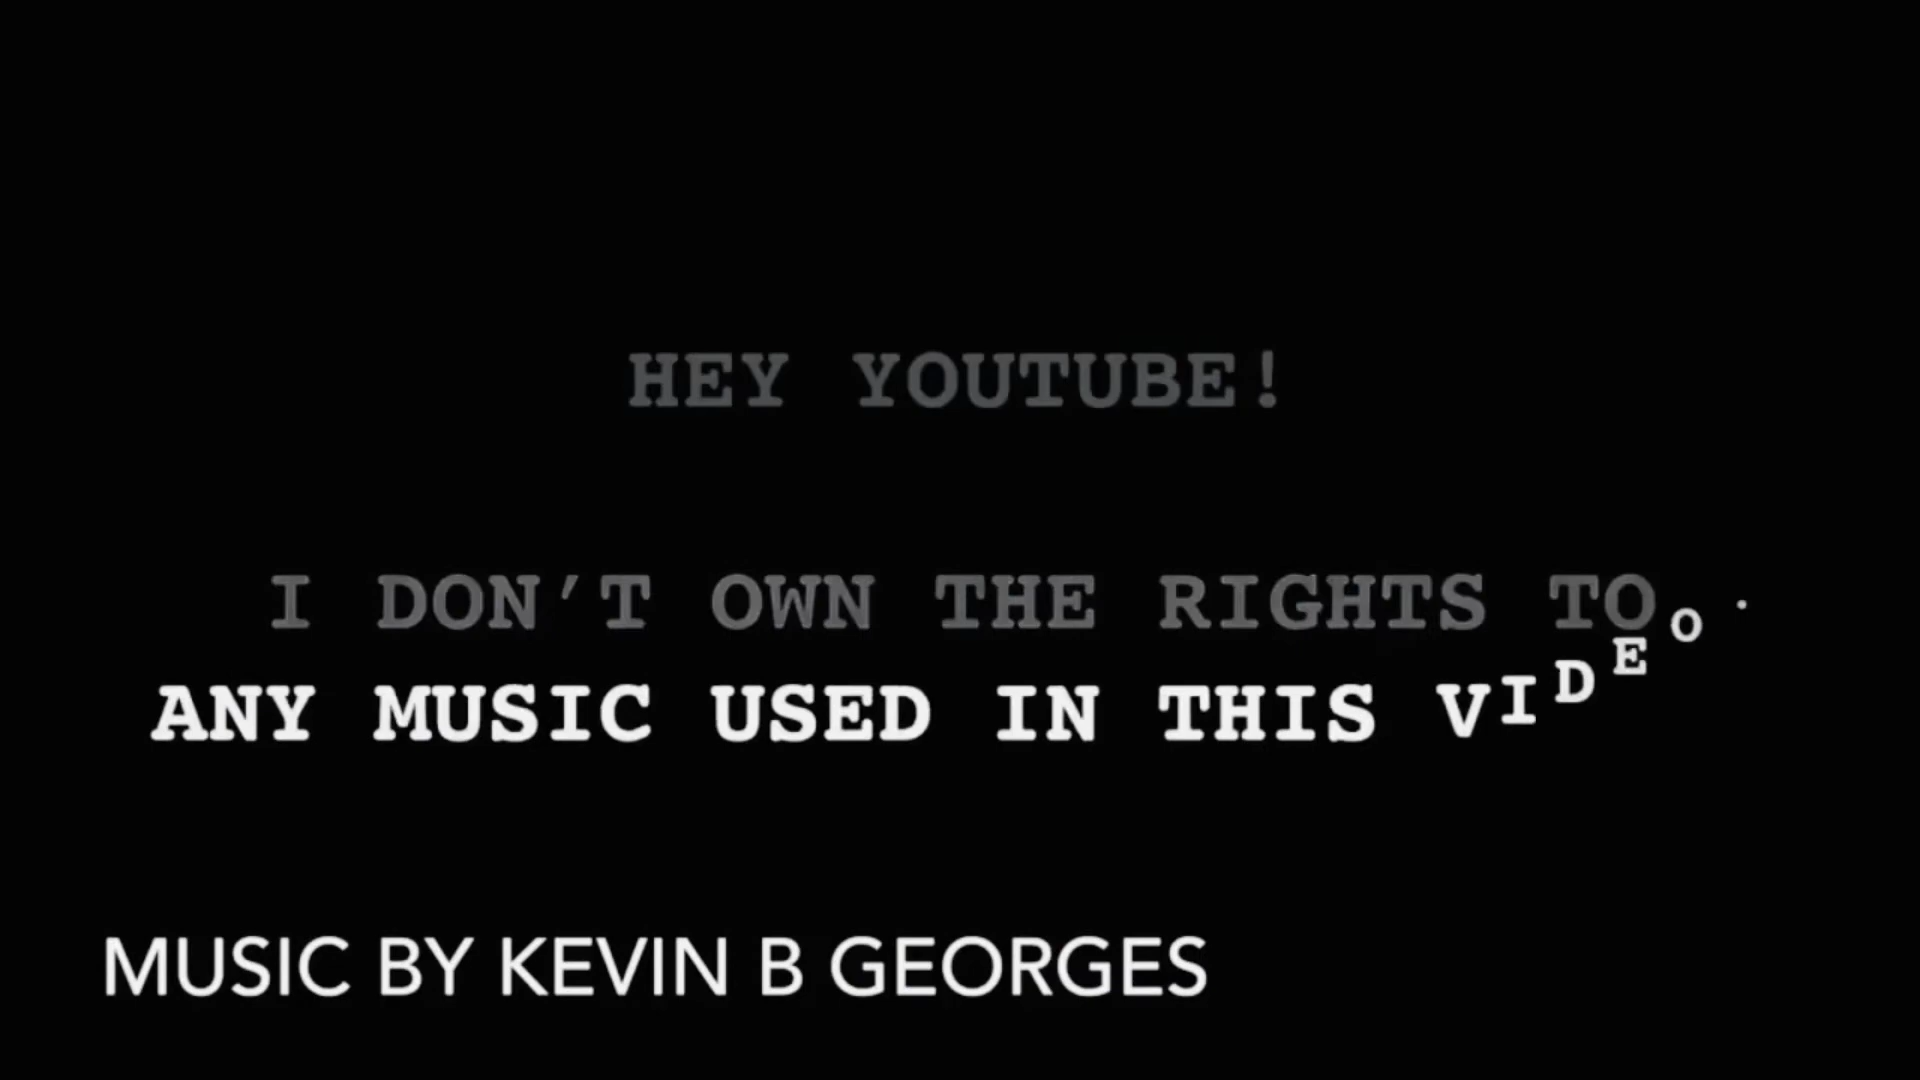 HEY YOUTUBE!
I DON'T OWN THE RIGHTS TO
ANY MUSIC USED IN THIS VIDEO.
MUSIC BY KEVIN B GEORGES